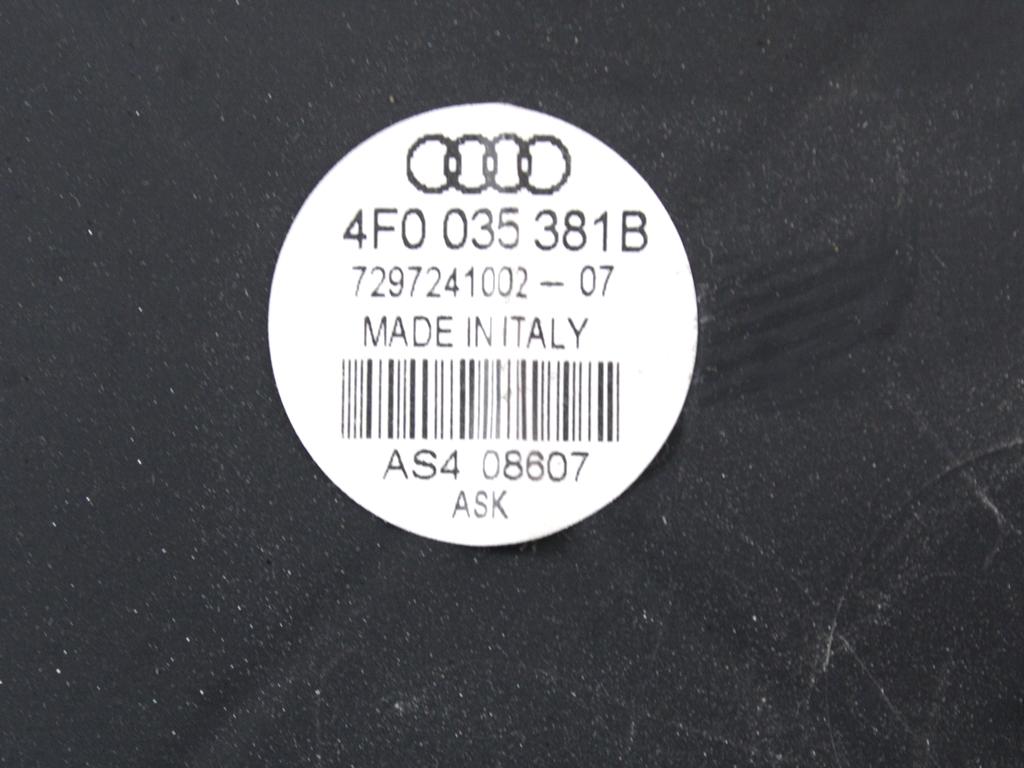 4F0 035 381B
7297241002 – 07
MADE IN ITALY
AS4 08607
ASK